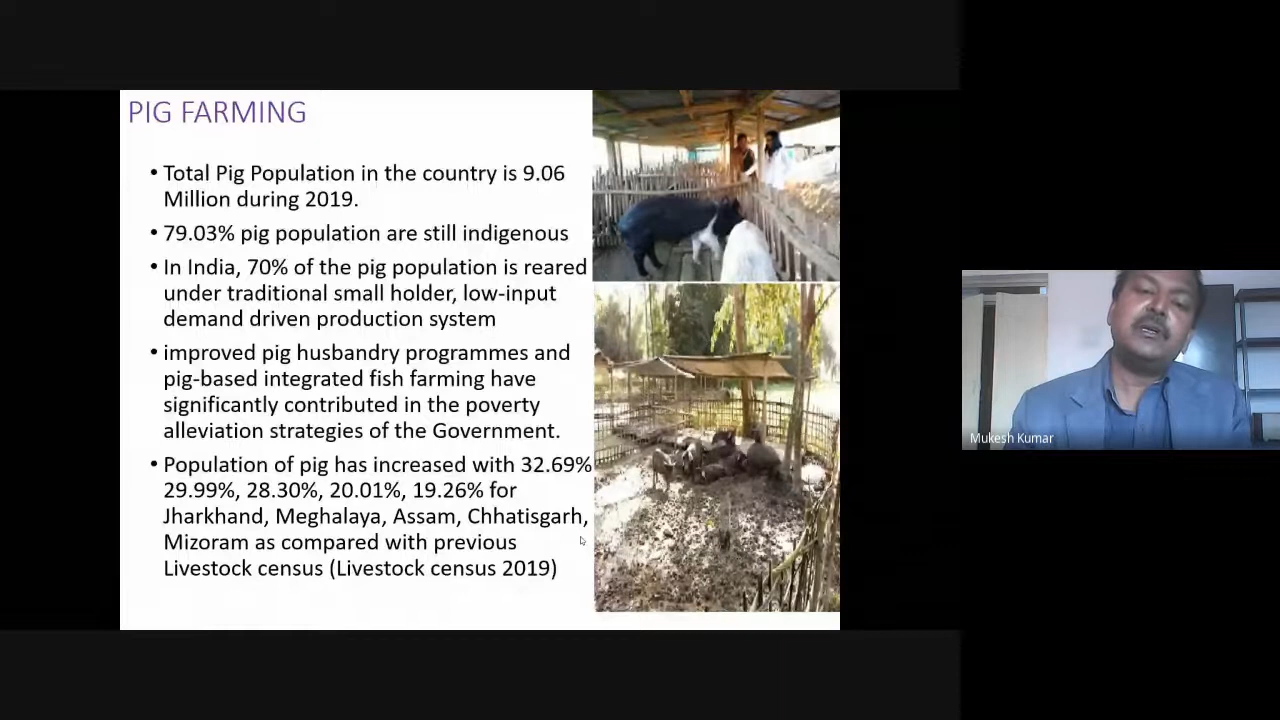 PIG FARMING
• Total Pig Population in the country is 9.06
Million during 2019.
• 79.03% pig population are still indigenous
• In India, 70% of the pig population is reared
under traditional small holder, low-input
demand driven production system
• improved pig husbandry programmes and
pig-based integrated fish farming have
significantly contributed in the poverty
alleviation strategies of the Government.
• Population of pig has increased with 32.69%
29.99%, 28.30%, 20.01%, 19.26% for
Jharkhand, Meghalaya, Assam, Chhatisgarh,
Mizoram as compared with previous
Livestock census (Livestock census 2019)
Mukesh Kumar